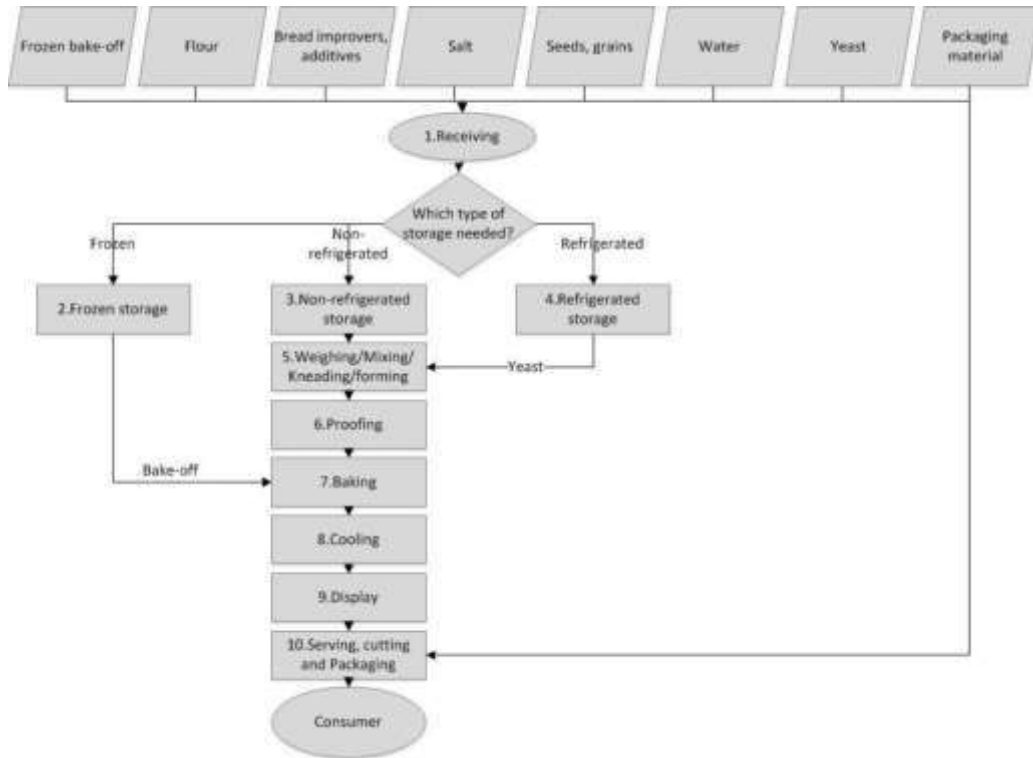 Frozen bake-off
Flour
Bread improvers,
additives
Salt
Seeds, grains
Water
Yeast
Packaging
material
1.Receiving
Which type of
storage needed?
Frozen
Non-
refrigerated
Refrigerated
2.Frozen storage
3.Non-refrigerated
storage
4.Refrigerated
storage
5.Weighing/Mixing/
Kneading/forming
Yeast
6.Proofing
Bake-off
7.Baking
8.Cooling
9.Display
10.Serving, cutting
and Packaging
Consumer